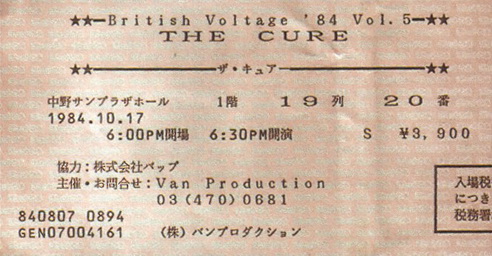 ★★—British Voltage '84 Vol. 5—★★
THE CURE
★★————ザ・キュア————★★
中野サンプラザホール 1階 19列 20番
1984.10.17
6:00PM開場 6:30PM開演 S ¥3,900
協力:株式会社バップ
主催・お問合せ:Van Production
03(470)0681
入場税
につき
税務署
840807 0894
GEN07004161 (株)バンプロダクション